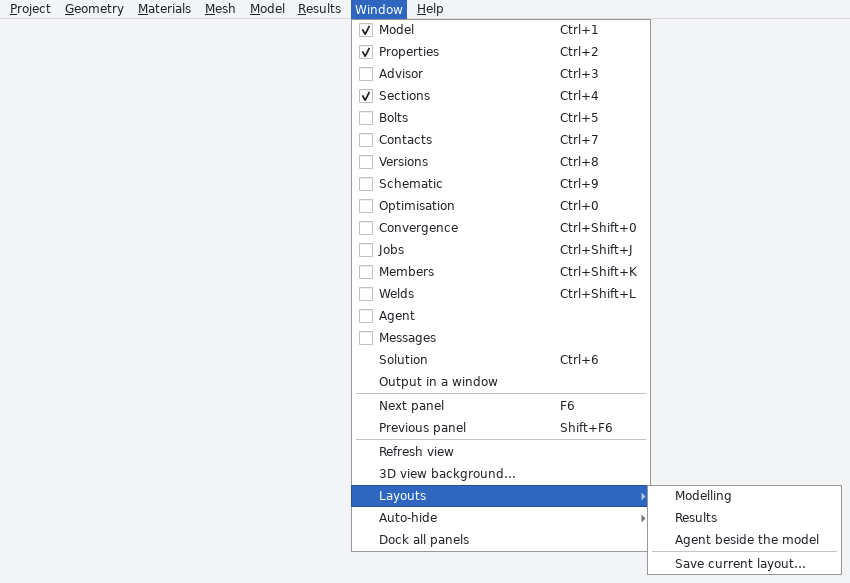 Project Geometry Materials Mesh Model Results Window Help
Model Ctrl+1
Properties Ctrl+2
Advisor Ctrl+3
Sections Ctrl+4
Bolts Ctrl+5
Contacts Ctrl+7
Versions Ctrl+8
Schematic Ctrl+9
Optimisation Ctrl+0
Convergence Ctrl+Shift+0
Jobs Ctrl+Shift+J
Members Ctrl+Shift+K
Welds Ctrl+Shift+L
Agent
Messages
Solution Ctrl+6
Output in a window
Next panel F6
Previous panel Shift+F6
Refresh view
3D view background...
Layouts
Auto-hide
Dock all panels
Modelling
Results
Agent beside the model
Save current layout...